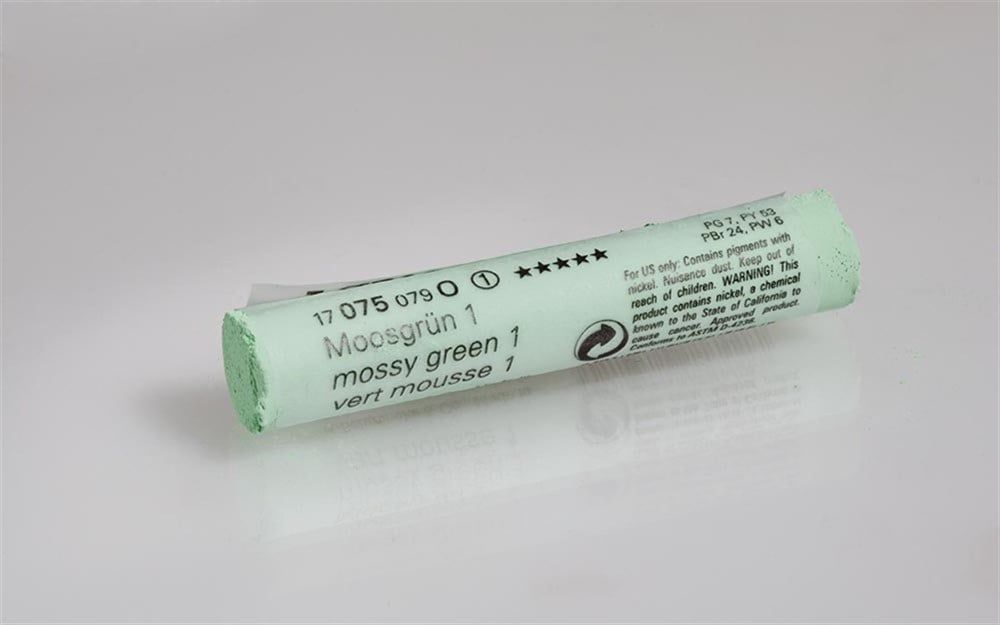 17 075 079 O 1 ★★★★★
Moosgrün 1
mossy green 1
vert mousse 1
PG 7, PY 53
PBr 24, PW 6
For US only: Contains pigments with
nickel. Nuisance dust. Keep out of
reach of children. WARNING! This
product contains nickel, a chemical
known to the State of California to
cause cancer. Approved product.
Conforms to ASTM D-4236.